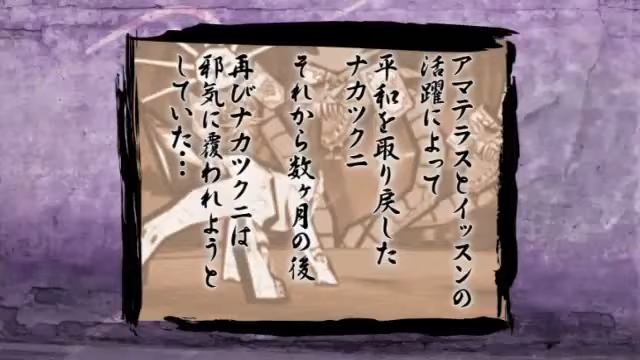 アマテラスとイッスンの
活躍によって
平和を取り戻した
ナカツクニ
それから数ヶ月の後
再びナカツクニは
邪気に覆われようと
していた…